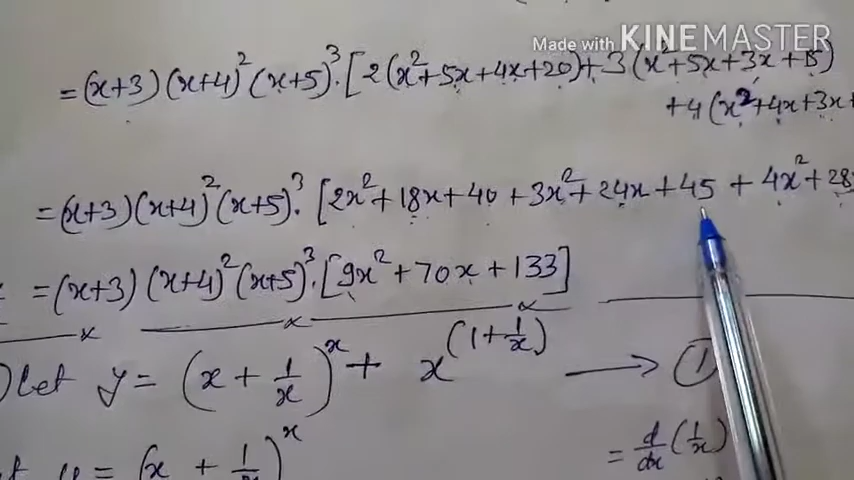 Made with KINEMASTER
= (x+3)(x+4)²(x+5)³.[2(x²+5x+4x+20)+3(x²+5x+3x+15)
+4(x²+4x+3x+
= (x+3)(x+4)²(x+5)³.[2x²+18x+40+3x²+24x+45+4x²+28
= (x+3)(x+4)²(x+5)³.[9x²+70x+133]
x x x
) Let y = (x + 1/x)^x + x^(1+1/x) → ①
u = (x + 1/x)^x
= d/dx (1/x)